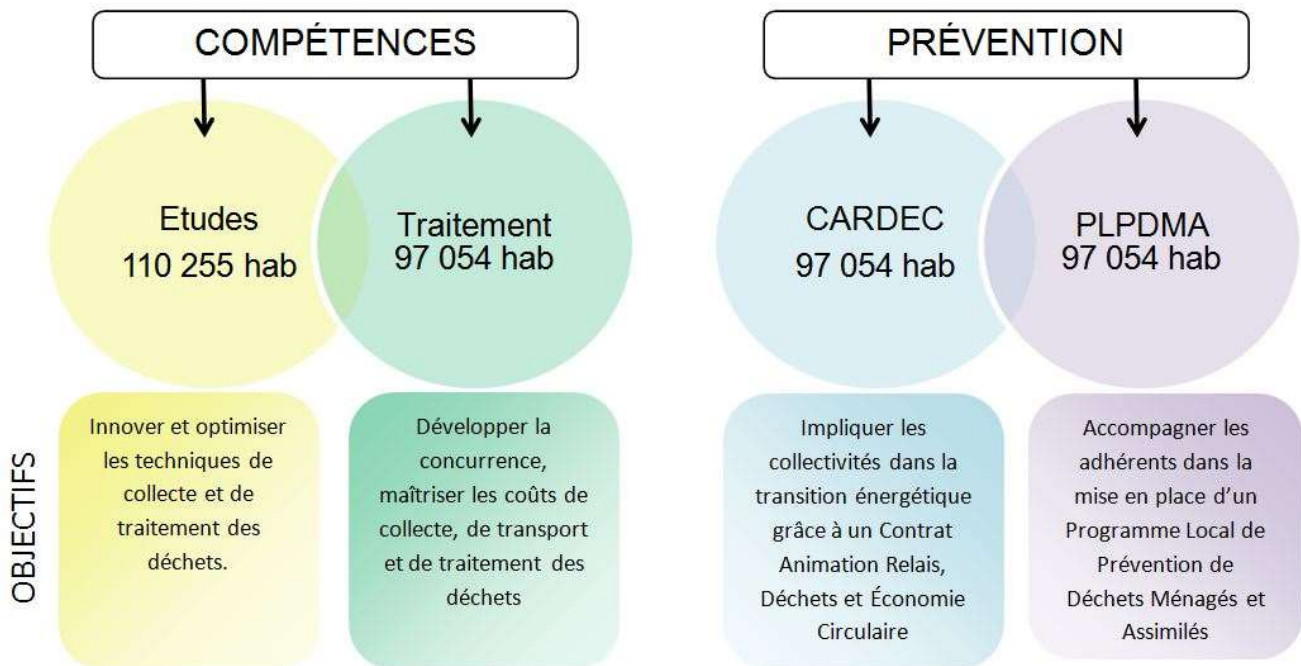 COMPÉTENCES
PRÉVENTION
Etudes
110 255 hab
Traitement
97 054 hab
CARDEC
97 054 hab
PLPDMA
97 054 hab
OBJECTIFS
Innover et optimiser
les techniques de
collecte et de
traitement des
déchets.
Développer la
concurrence,
maîtriser les coûts de
collecte, de transport
et de traitement des
déchets
Impliquer les
collectivités dans la
transition énergétique
grâce à un Contrat
Animation Relais,
Déchets et Économie
Circulaire
Accompagner les
adhérents dans la
mise en place d’un
Programme Local de
Prévention de
Déchets Ménagés et
Assimilés